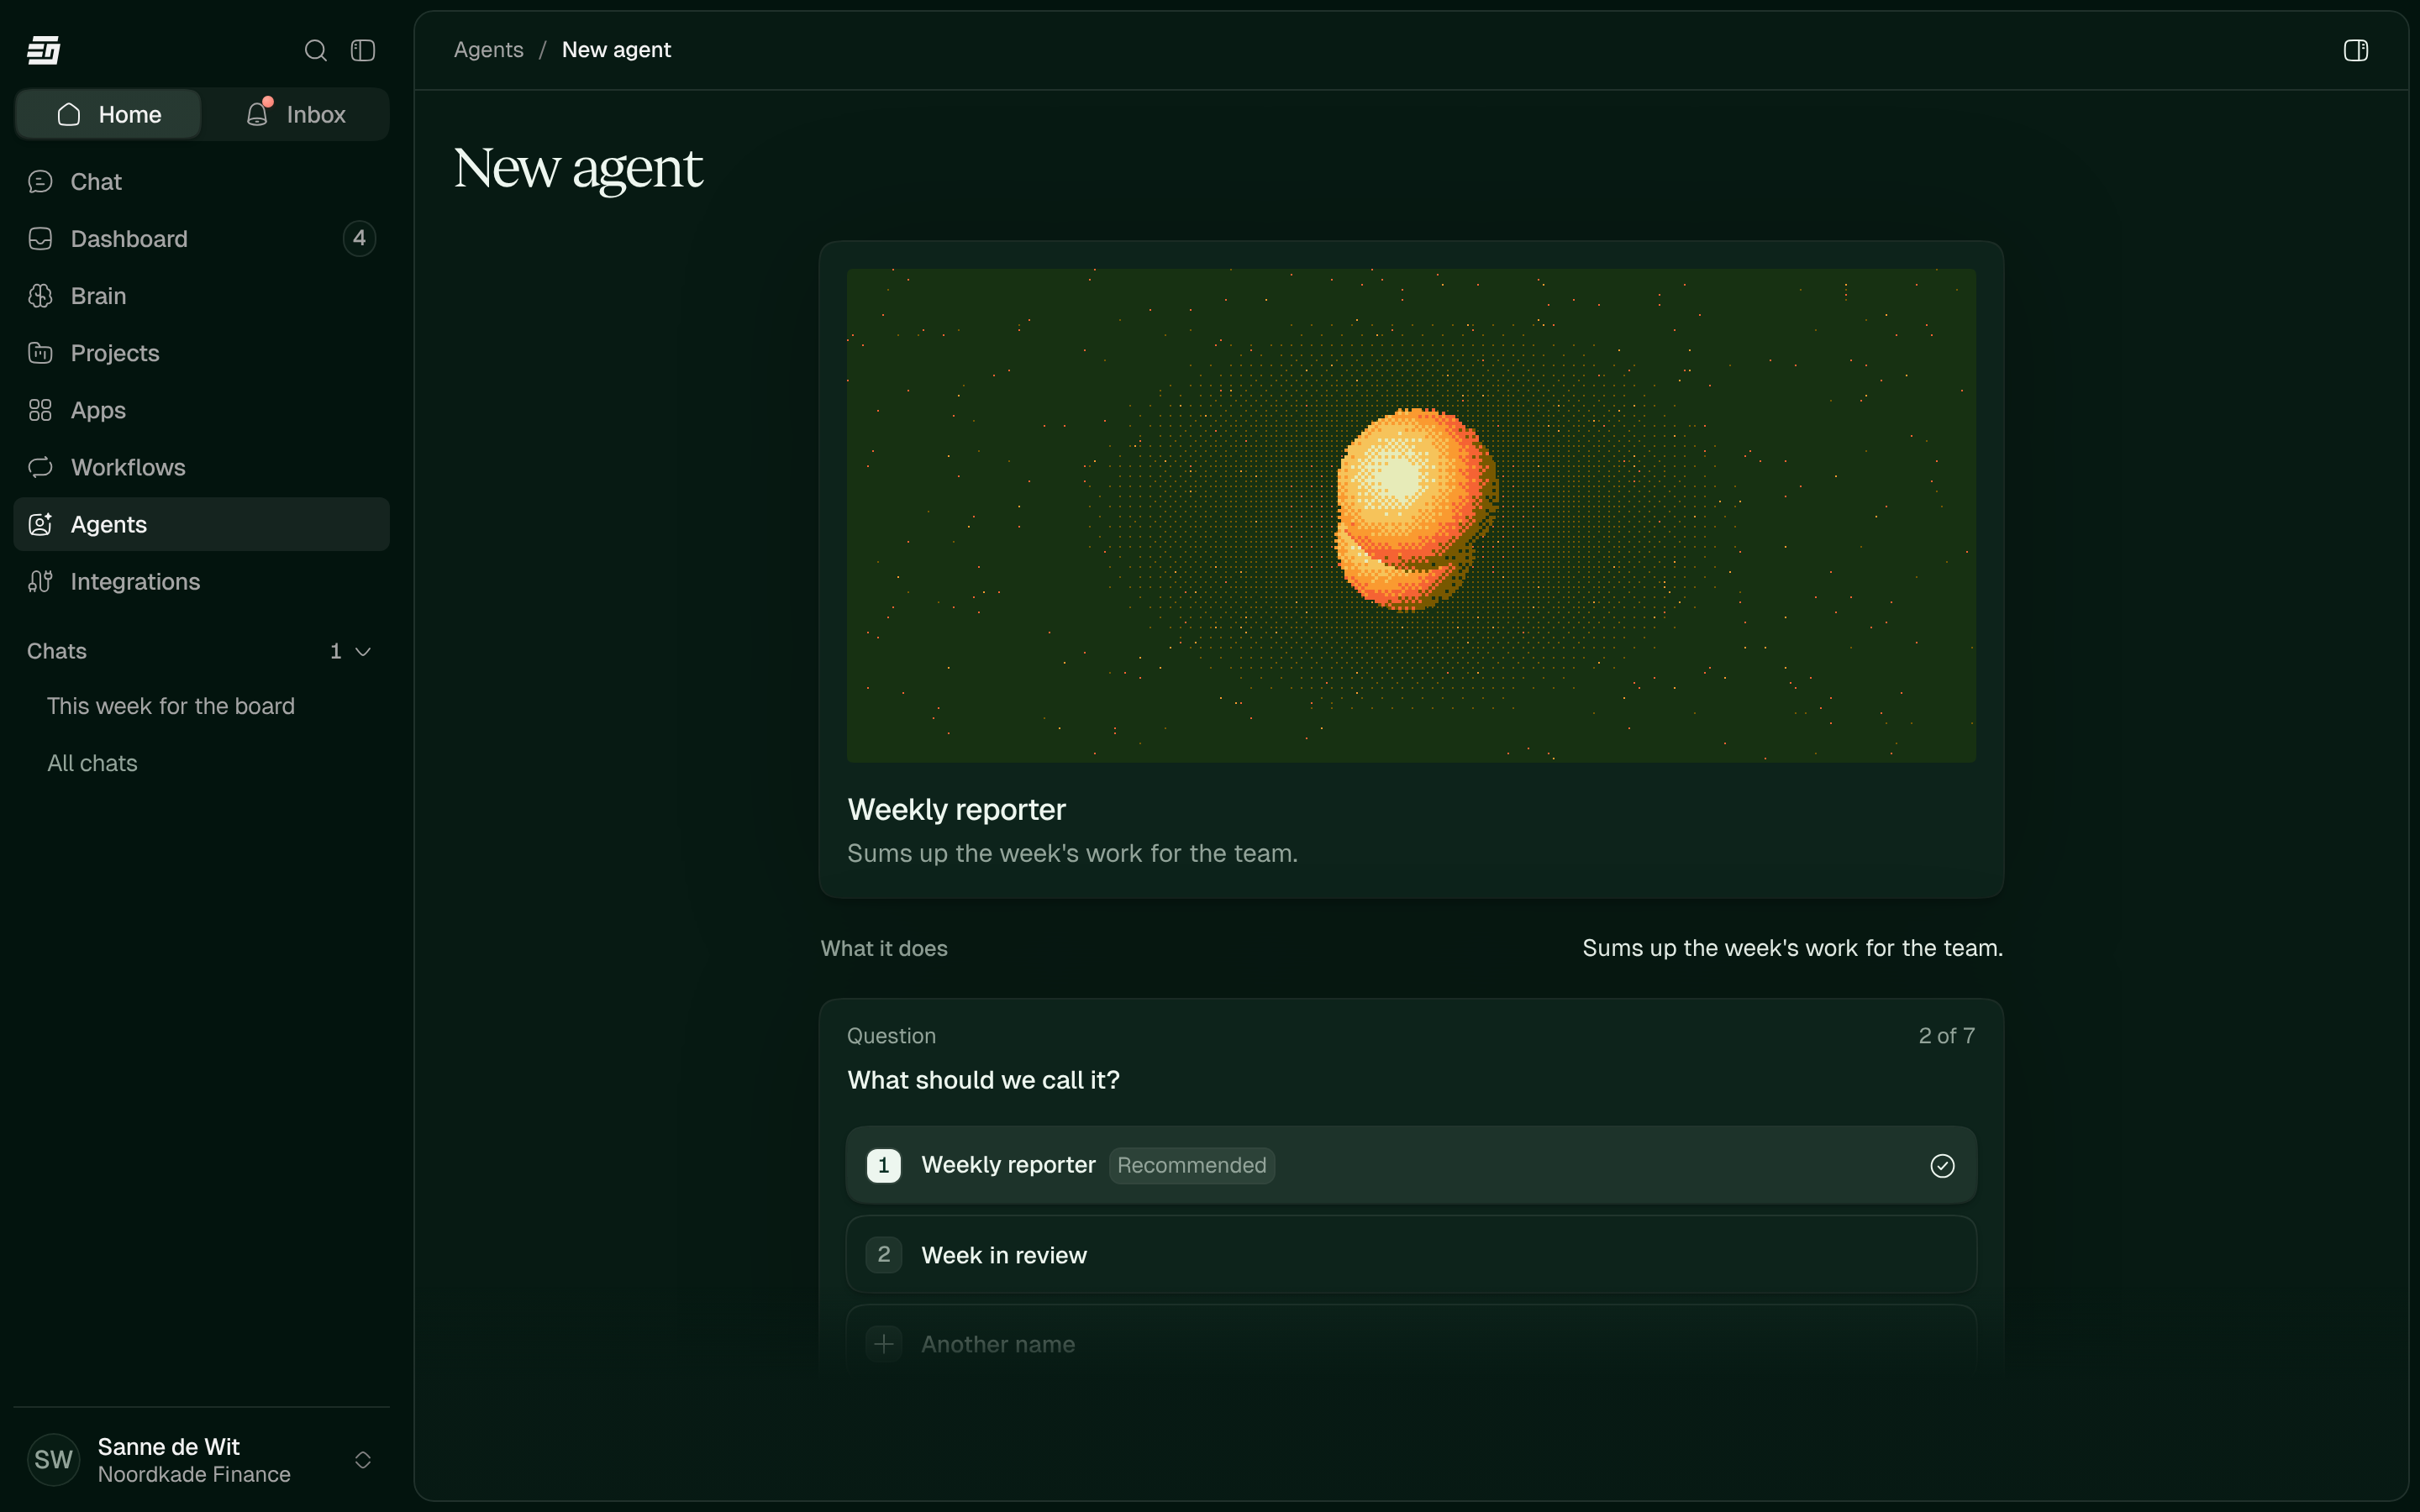 Home
Inbox
Chat
Dashboard
4
Brain
Projects
Apps
Workflows
Agents
Integrations
Chats
1
This week for the board
All chats
SW
Sanne de Wit
Noordkade Finance
Agents / New agent
New agent
Weekly reporter
Sums up the week's work for the team.
What it does
Sums up the week's work for the team.
Question
2 of 7
What should we call it?
1 Weekly reporter Recommended
2 Week in review
Another name